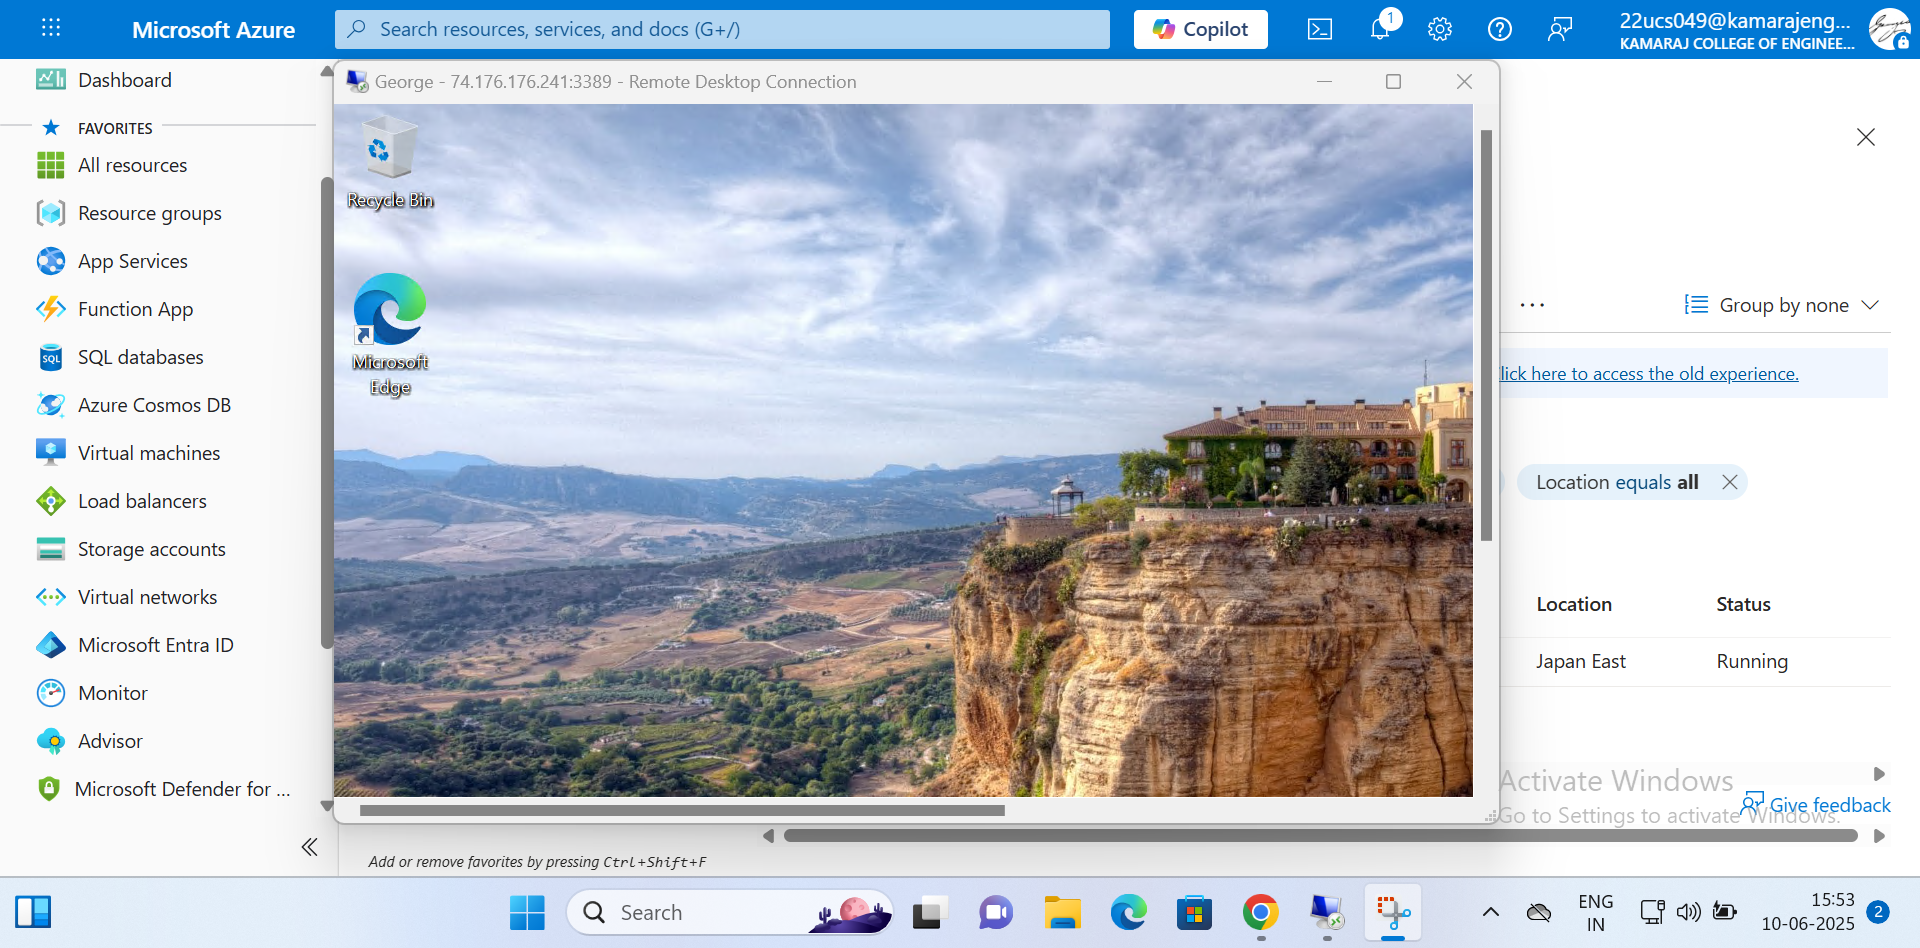 Microsoft Azure
Search resources, services, and docs (G+/)
Copilot
1
22ucs049@kamarajeng...
KAMARAJ COLLEGE OF ENGINEE...
Dashboard
FAVORITES
All resources
Resource groups
App Services
Function App
SQL databases
Azure Cosmos DB
Virtual machines
Load balancers
Storage accounts
Virtual networks
Microsoft Entra ID
Monitor
Advisor
Microsoft Defender for ...
George - 74.176.176.241:3389 - Remote Desktop Connection
Recycle Bin
Microsoft
Edge
Group by none
lick here to access the old experience.
Location equals all
Location Status
Japan East Running
Activate Windows
Go to Settings to activate Windows.
Give feedback
Add or remove favorites by pressing Ctrl+Shift+F
Search
ENG
IN
15:53
10-06-2025
2